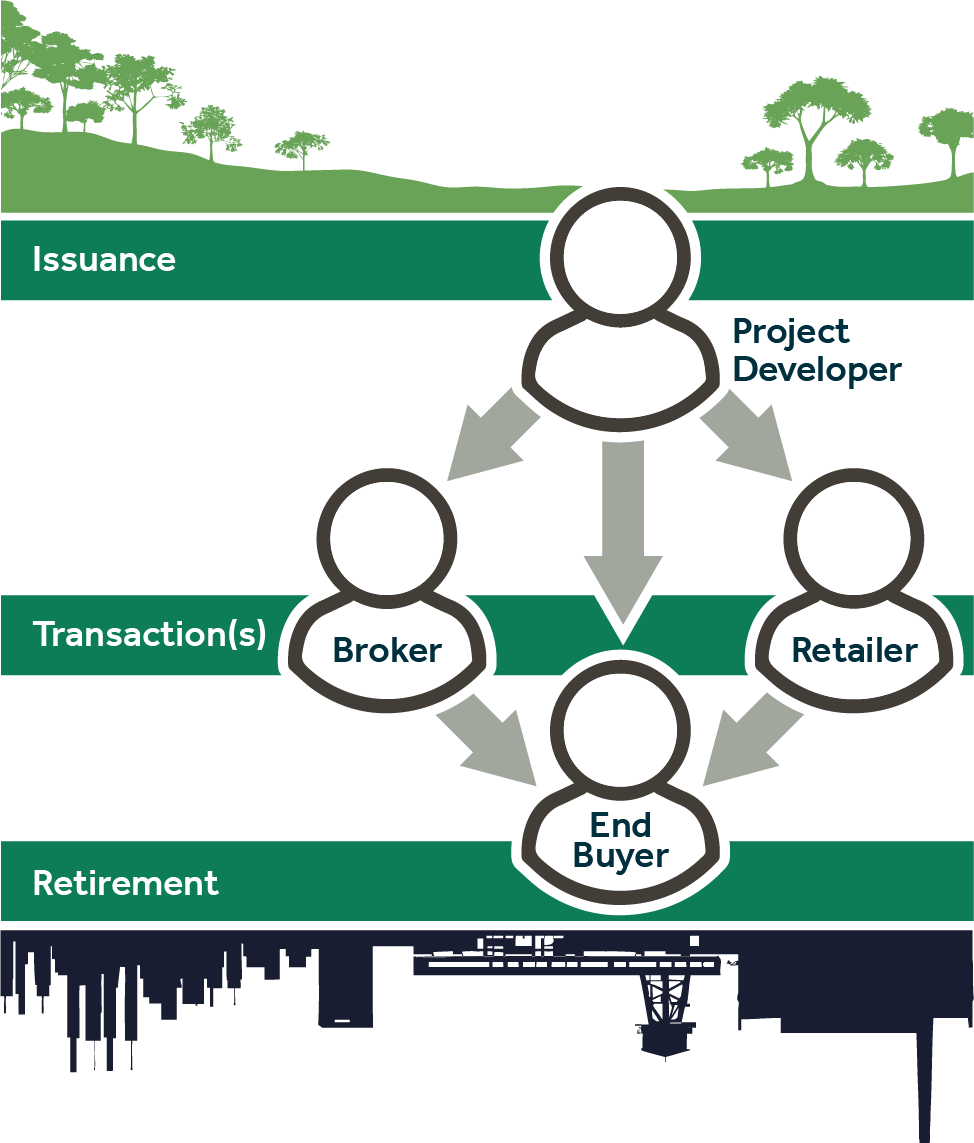 Issuance
Project
Developer
Transaction(s)
Broker
Retailer
End
Buyer
Retirement